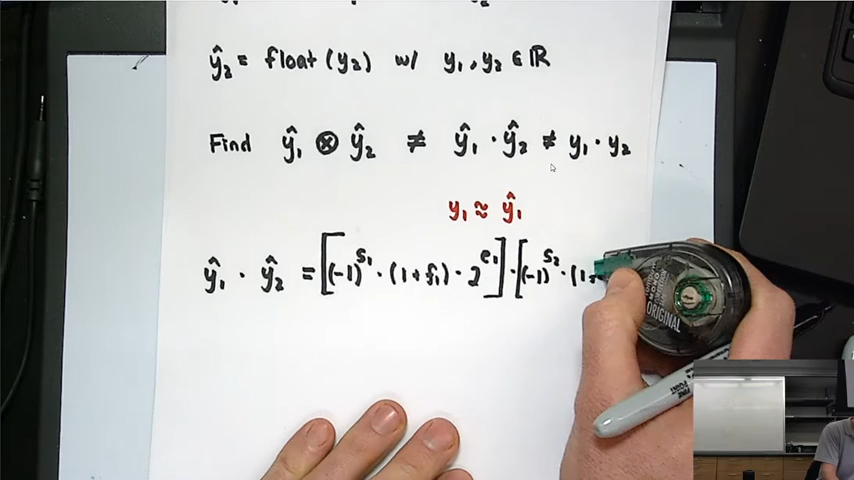 ŷ₂ = float (y₂) w/ y₁, y₂ ∈ ℝ
Find ŷ₁ ⊗ ŷ₂ ≠ ŷ₁ · ŷ₂ ≠ y₁ · y₂
y₁ ≈ ŷ₁
ŷ₁ · ŷ₂ = [(-1)^s₁ · (1+f₁) · 2^e₁] · [(-1)^s₂ · (1+
MONO
ORIGINAL